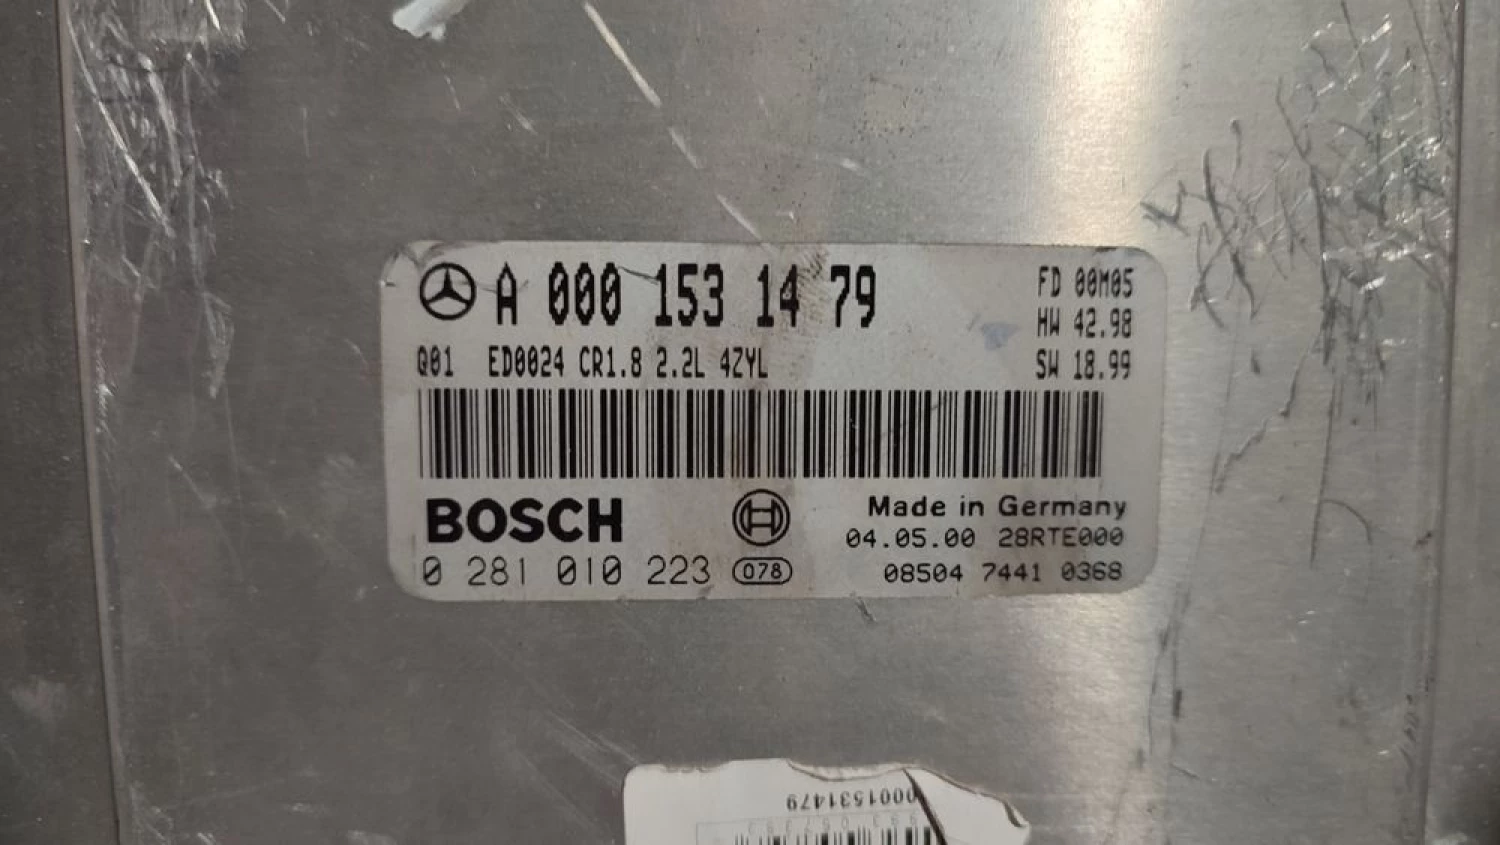 A 000 153 14 79
FD 00M05
HW 42.98
Q01 ED0024 CR1.8 2.2L 4ZYL
SW 18.99
BOSCH
Made in Germany
04.05.00 28RTE000
0 281 010 223 078
08504 7441 0368
0001531479